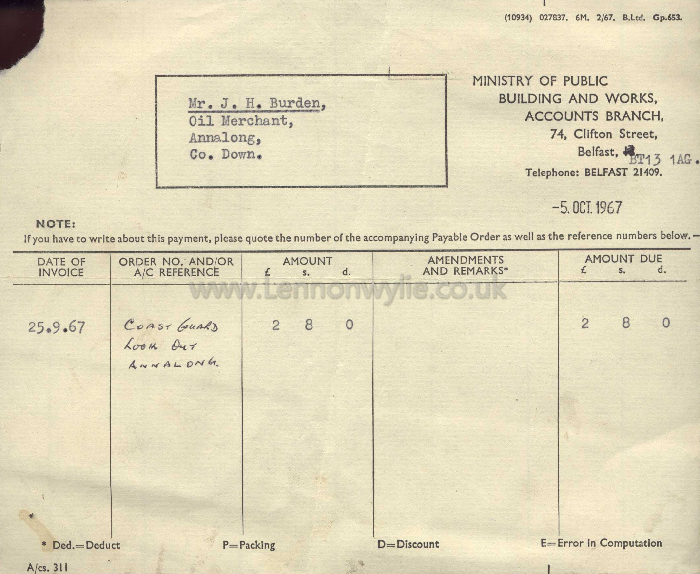 (10934) 027837. 6M. 2/67. B.Ltd. Gp.653.
MINISTRY OF PUBLIC
BUILDING AND WORKS,
ACCOUNTS BRANCH,
74, Clifton Street,
Belfast, BT13 1AG.
Telephone: BELFAST 21409.
Mr. J. H. Burden,
Oil Merchant,
Annalong,
Co. Down.
-5. OCT. 1967
NOTE:
If you have to write about this payment, please quote the number of the accompanying Payable Order as well as the reference numbers below.—
DATE OF INVOICE ORDER NO. AND/OR A/C REFERENCE AMOUNT £ s. d. AMENDMENTS AND REMARKS* AMOUNT DUE £ s. d.
www.Lennonwylie.co.uk
25.9.67 COAST GUARD 2 8 0 2 8 0
LOOK OUT
ANNALONG.
* Ded.=Deduct P=Packing D=Discount E=Error in Computation
A/cs. 311